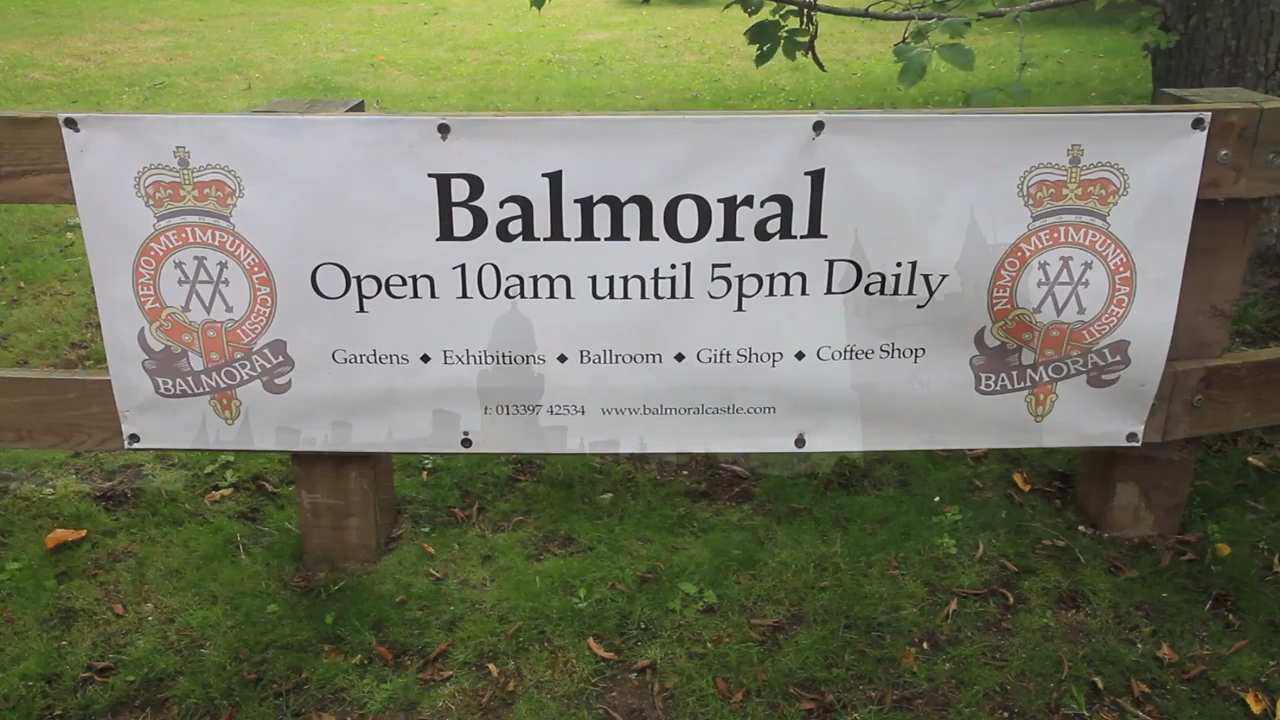 Balmoral
Open 10am until 5pm Daily
Gardens ◆ Exhibitions ◆ Ballroom ◆ Gift Shop ◆ Coffee Shop
t: 013397 42534 www.balmoralcastle.com
NEMO·ME·IMPUNE·LACESSIT
BALMORAL
NEMO·ME·IMPUNE·LACESSIT
BALMORAL